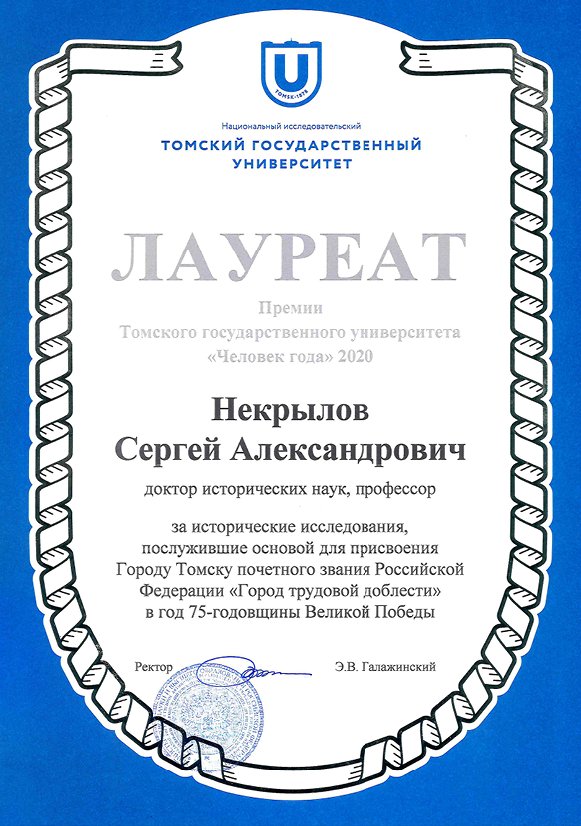 U
TOMSK·1878
Национальный исследовательский
ТОМСКИЙ ГОСУДАРСТВЕННЫЙ
УНИВЕРСИТЕТ
ЛАУРЕАТ
Премии
Томского государственного университета
«Человек года» 2020
Некрылов
Сергей Александрович
доктор исторических наук, профессор
за исторические исследования,
послужившие основой для присвоения
Городу Томску почетного звания Российской
Федерации «Город трудовой доблести»
в год 75-годовщины Великой Победы
Ректор
Э.В. Галажинский